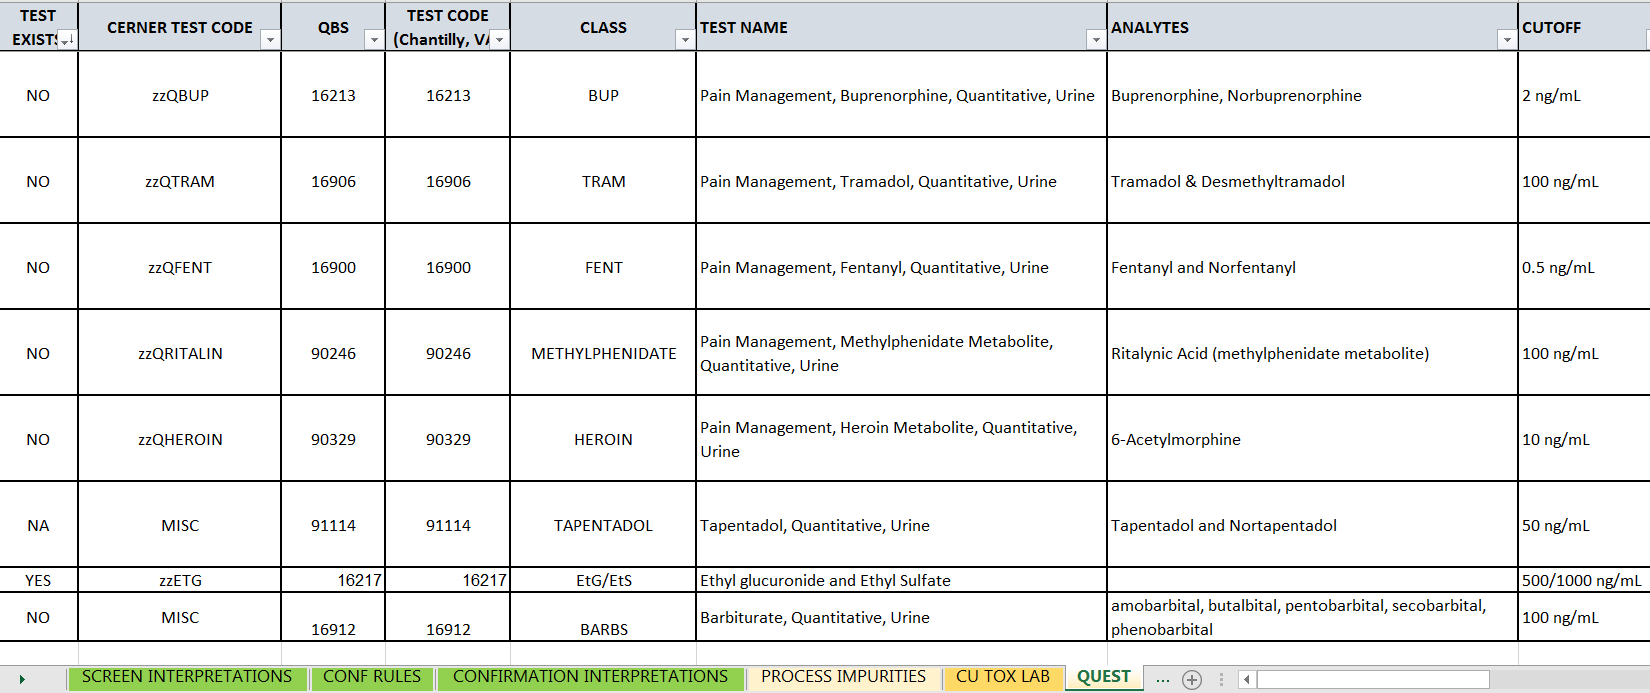 TEST EXISTS CERNER TEST CODE QBS TEST CODE (Chantilly, VA CLASS TEST NAME ANALYTES CUTOFF
NO zzQBUP 16213 16213 BUP Pain Management, Buprenorphine, Quantitative, Urine Buprenorphine, Norbuprenorphine 2 ng/mL
NO zzQTRAM 16906 16906 TRAM Pain Management, Tramadol, Quantitative, Urine Tramadol & Desmethyltramadol 100 ng/mL
NO zzQFENT 16900 16900 FENT Pain Management, Fentanyl, Quantitative, Urine Fentanyl and Norfentanyl 0.5 ng/mL
NO zzQRITALIN 90246 90246 METHYLPHENIDATE Pain Management, Methylphenidate Metabolite, Quantitative, Urine Ritalynic Acid (methylphenidate metabolite) 100 ng/mL
NO zzQHEROIN 90329 90329 HEROIN Pain Management, Heroin Metabolite, Quantitative, Urine 6-Acetylmorphine 10 ng/mL
NA MISC 91114 91114 TAPENTADOL Tapentadol, Quantitative, Urine Tapentadol and Nortapentadol 50 ng/mL
YES zzETG 16217 16217 EtG/EtS Ethyl glucuronide and Ethyl Sulfate 500/1000 ng/mL
NO MISC 16912 16912 BARBS Barbiturate, Quantitative, Urine amobarbital, butalbital, pentobarbital, secobarbital, phenobarbital 100 ng/mL
SCREEN INTERPRETATIONS CONF RULES CONFIRMATION INTERPRETATIONS PROCESS IMPURITIES CU TOX LAB QUEST ...